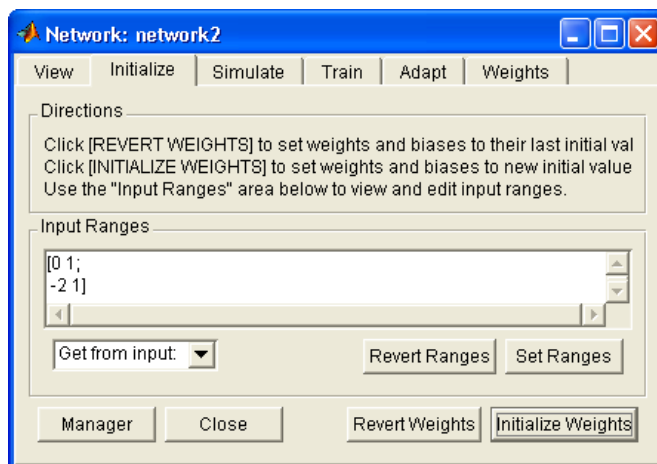 Network: network2
View Initialize Simulate Train Adapt Weights
Directions
Click [REVERT WEIGHTS] to set weights and biases to their last initial val
Click [INITIALIZE WEIGHTS] to set weights and biases to new initial value
Use the "Input Ranges" area below to view and edit input ranges.
Input Ranges
[0 1;
-2 1]
Get from input: Revert Ranges Set Ranges
Manager Close Revert Weights Initialize Weights